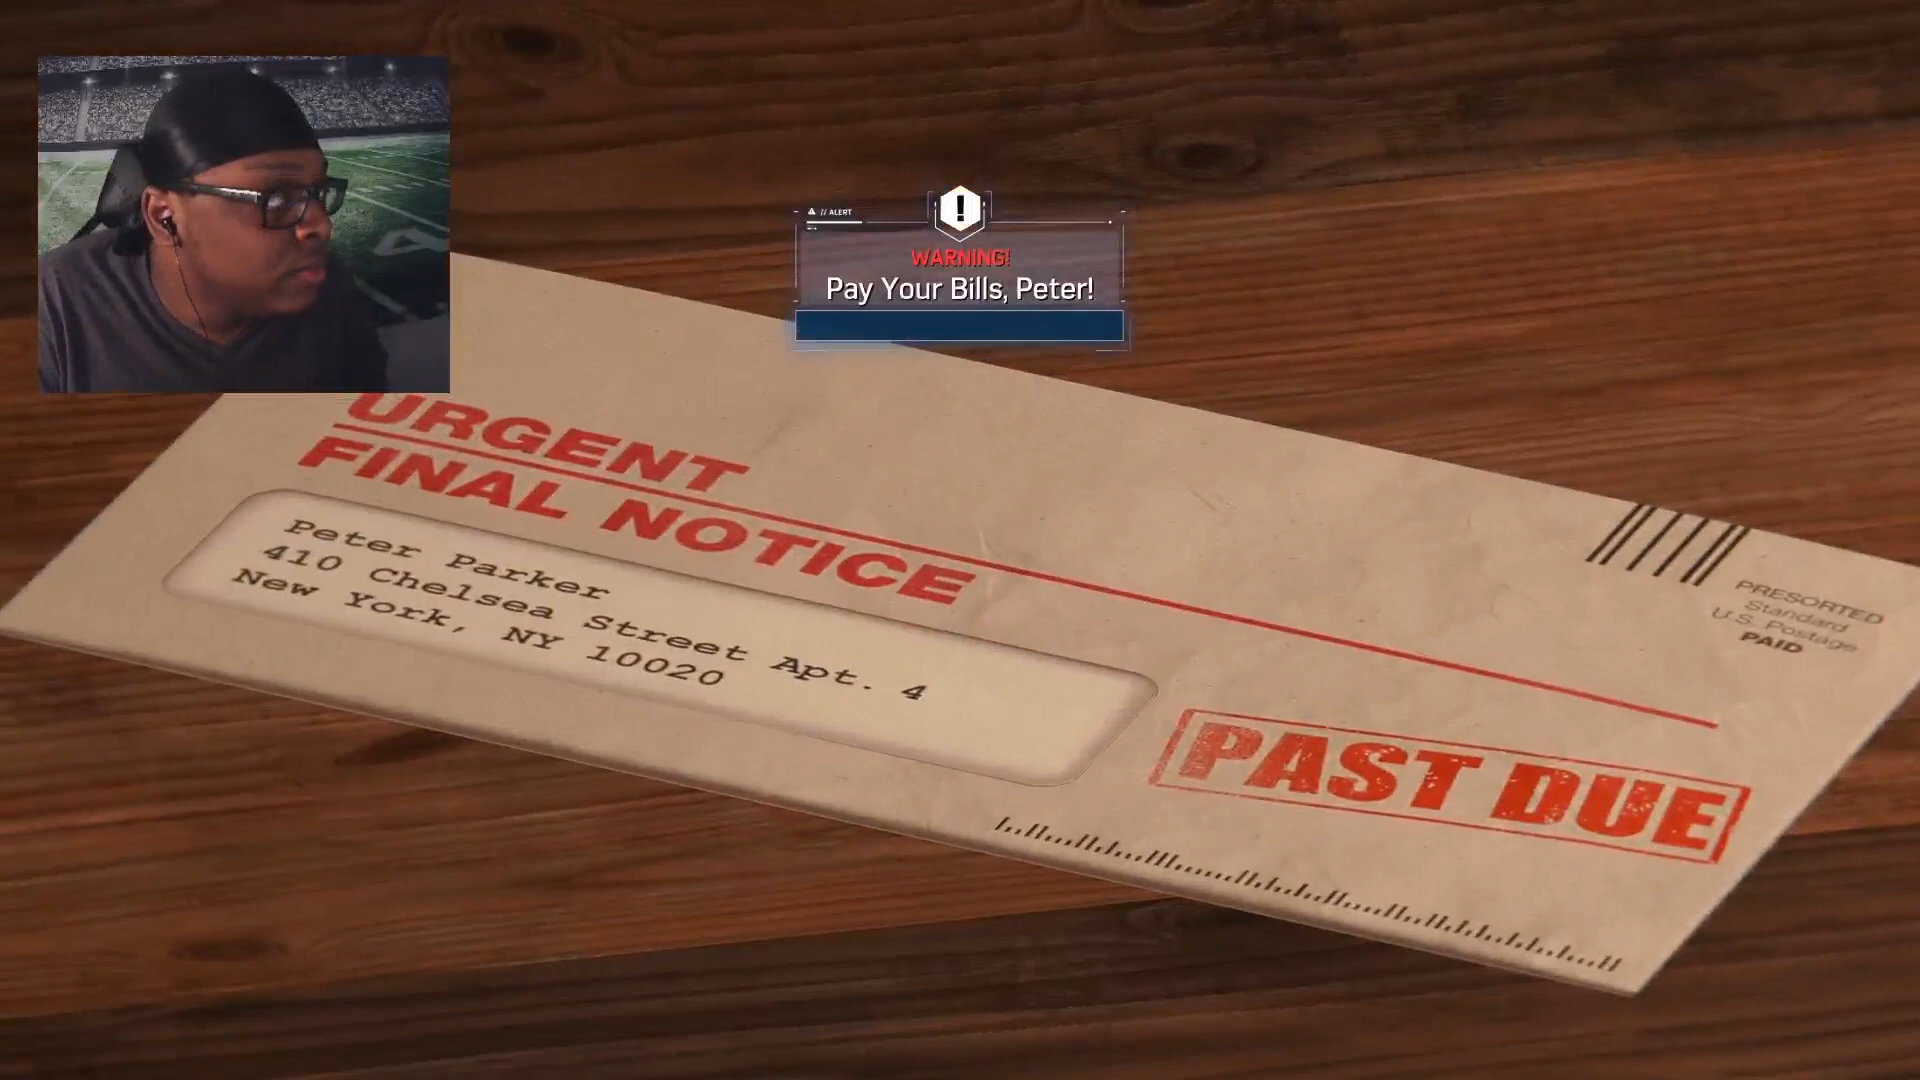 // ALERT
WARNING!
Pay Your Bills, Peter!
URGENT
FINAL NOTICE
Peter Parker
410 Chelsea Street Apt. 4
New York, NY 10020
PRESORTED
Standard
U.S. Postage
PAID
PAST DUE